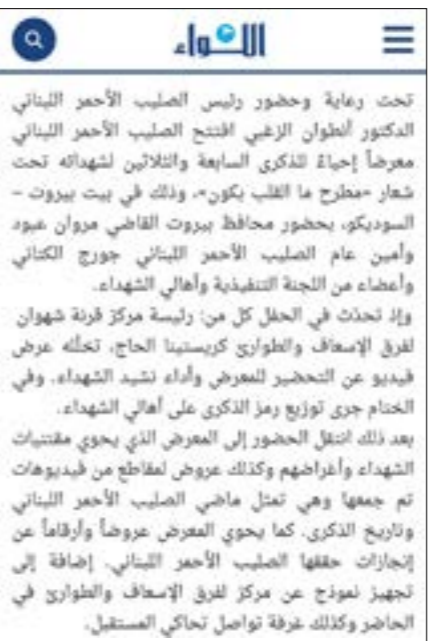 اللواء
تحت رعاية وحضور رئيس الصليب الأحمر اللبناني
الدكتور أنطوان الزغبي افتتح الصليب الأحمر اللبناني
معرضاً إحياءً للذكرى السابعة والثلاثين لشهدائه تحت
شعار «مطرح ما القلب بكون»، وذلك في بيت بيروت –
السوديكو، بحضور محافظ بيروت القاضي مروان عبود
وأمين عام الصليب الأحمر اللبناني جورج الكتاني
وأعضاء من اللجنة التنفيذية وأهالي الشهداء.
وإذ تحدّث في الحفل كل من: رئيسة مركز قرنة شهوان
لفرق الإسعاف والطوارئ كريستينا الحاج، تخلّله عرض
فيديو عن التحضير للمعرض وأداء نشيد الشهداء. وفي
الختام جرى توزيع رمز الذكرى على أهالي الشهداء.
بعد ذلك انتقل الحضور إلى المعرض الذي يحوي مقتنيات
الشهداء وأغراضهم وكذلك عروض لمقاطع من فيديوهات
تم جمعها وهي تمثل ماضي الصليب الأحمر اللبناني
وتاريخ الذكرى. كما يحوي المعرض عروضاً وأرقاماً عن
إنجازات حققها الصليب الأحمر اللبناني. إضافة إلى
تجهيز نموذج عن مركز لفرق الإسعاف والطوارئ في
الحاضر وكذلك غرفة تواصل تحاكي المستقبل.